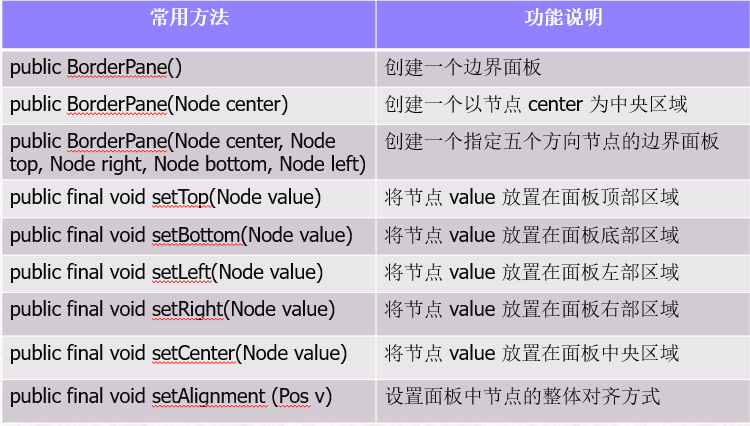 常用方法 功能说明
public BorderPane() 创建一个边界面板
public BorderPane(Node center) 创建一个以节点 center 为中央区域
public BorderPane(Node center, Node 创建一个指定五个方向节点的边界面板
top, Node right, Node bottom, Node left)
public final void setTop(Node value) 将节点 value 放置在面板顶部区域
public final void setBottom(Node value) 将节点 value 放置在面板底部区域
public final void setLeft(Node value) 将节点 value 放置在面板左部区域
public final void setRight(Node value) 将节点 value 放置在面板右部区域
public final void setCenter(Node value) 将节点 value 放置在面板中央区域
public final void setAlignment (Pos v) 设置面板中节点的整体对齐方式